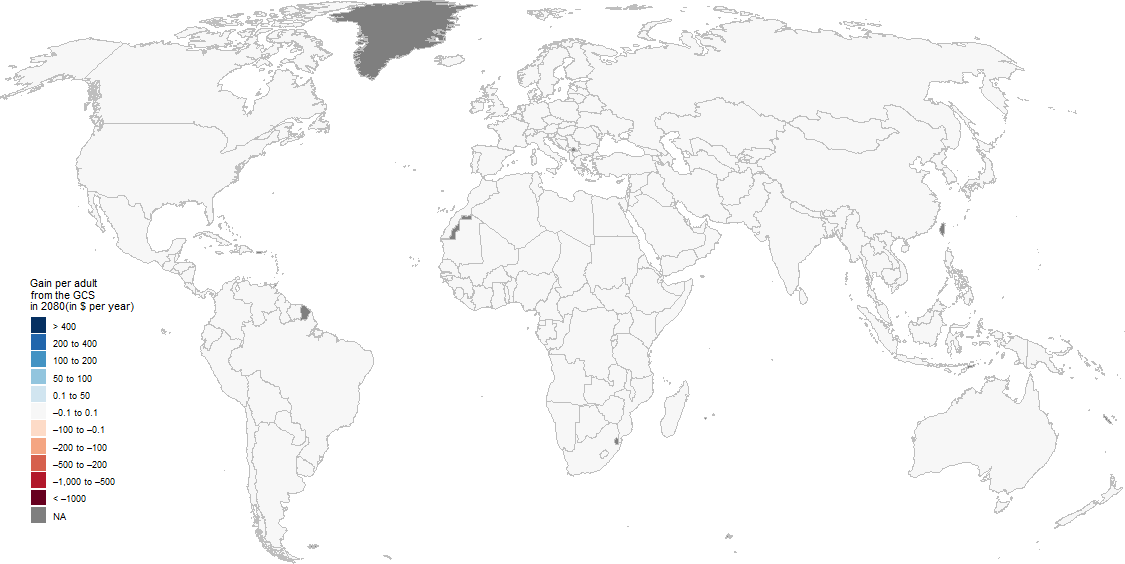 Gain per adult
from the GCS
in 2080(in $ per year)
> 400
200 to 400
100 to 200
50 to 100
0.1 to 50
–0.1 to 0.1
–100 to –0.1
–200 to –100
–500 to –200
–1,000 to –500
< –1000
NA